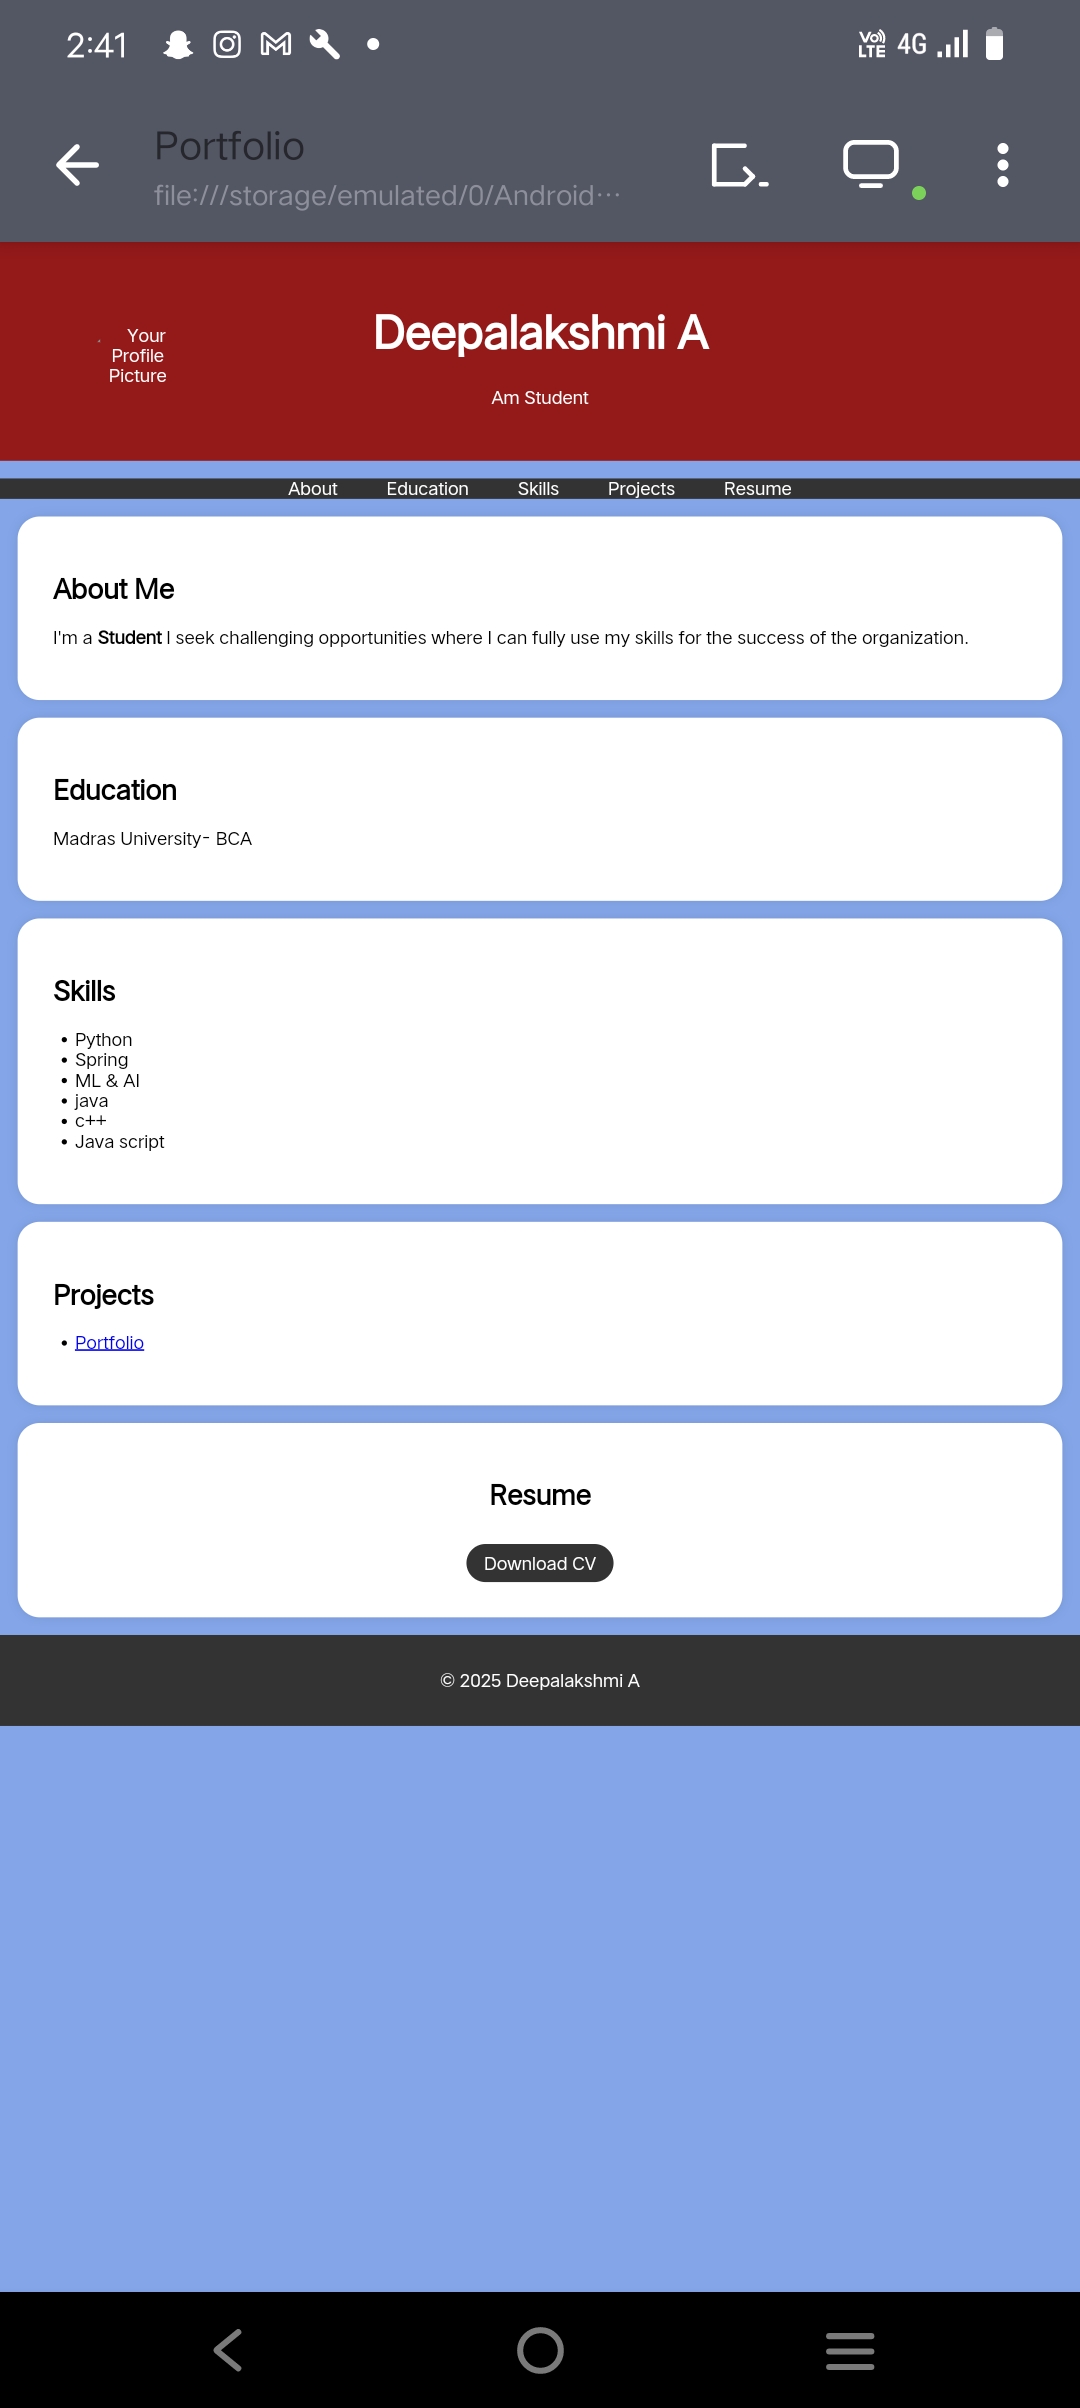 2:41 Vo) LTE 4G
Portfolio
file:///storage/emulated/0/Android...
Your
Profile
Picture
Deepalakshmi A
Am Student
About Education Skills Projects Resume
About Me
I'm a Student I seek challenging opportunities where I can fully use my skills for the success of the organization.
Education
Madras University- BCA
Skills
• Python
• Spring
• ML & AI
• java
• c++
• Java script
Projects
• Portfolio
Resume
Download CV
© 2025 Deepalakshmi A